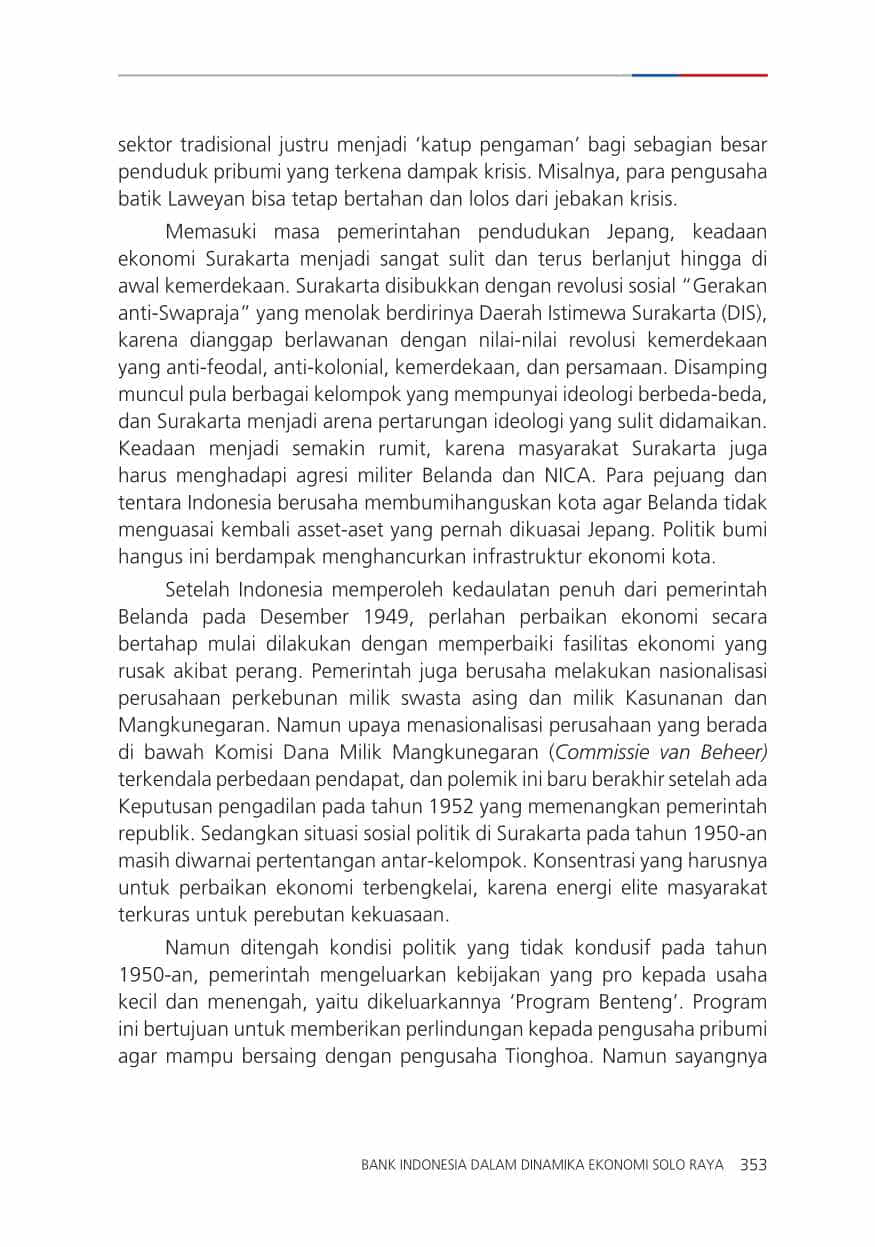 sektor tradisional justru menjadi ‘katup pengaman’ bagi sebagian besar
penduduk pribumi yang terkena dampak krisis. Misalnya, para pengusaha
batik Laweyan bisa tetap bertahan dan lolos dari jebakan krisis.
Memasuki masa pemerintahan pendudukan Jepang, keadaan
ekonomi Surakarta menjadi sangat sulit dan terus berlanjut hingga di
awal kemerdekaan. Surakarta disibukkan dengan revolusi sosial “Gerakan
anti-Swapraja” yang menolak berdirinya Daerah Istimewa Surakarta (DIS),
karena dianggap berlawanan dengan nilai-nilai revolusi kemerdekaan
yang anti-feodal, anti-kolonial, kemerdekaan, dan persamaan. Disamping
muncul pula berbagai kelompok yang mempunyai ideologi berbeda-beda,
dan Surakarta menjadi arena pertarungan ideologi yang sulit didamaikan.
Keadaan menjadi semakin rumit, karena masyarakat Surakarta juga
harus menghadapi agresi militer Belanda dan NICA. Para pejuang dan
tentara Indonesia berusaha membumihanguskan kota agar Belanda tidak
menguasai kembali asset-aset yang pernah dikuasai Jepang. Politik bumi
hangus ini berdampak menghancurkan infrastruktur ekonomi kota.
Setelah Indonesia memperoleh kedaulatan penuh dari pemerintah
Belanda pada Desember 1949, perlahan perbaikan ekonomi secara
bertahap mulai dilakukan dengan memperbaiki fasilitas ekonomi yang
rusak akibat perang. Pemerintah juga berusaha melakukan nasionalisasi
perusahaan perkebunan milik swasta asing dan milik Kasunanan dan
Mangkunegaran. Namun upaya menasionalisasi perusahaan yang berada
di bawah Komisi Dana Milik Mangkunegaran (Commissie van Beheer)
terkendala perbedaan pendapat, dan polemik ini baru berakhir setelah ada
Keputusan pengadilan pada tahun 1952 yang memenangkan pemerintah
republik. Sedangkan situasi sosial politik di Surakarta pada tahun 1950-an
masih diwarnai pertentangan antar-kelompok. Konsentrasi yang harusnya
untuk perbaikan ekonomi terbengkelai, karena energi elite masyarakat
terkuras untuk perebutan kekuasaan.
Namun ditengah kondisi politik yang tidak kondusif pada tahun
1950-an, pemerintah mengeluarkan kebijakan yang pro kepada usaha
kecil dan menengah, yaitu dikeluarkannya ‘Program Benteng’. Program
ini bertujuan untuk memberikan perlindungan kepada pengusaha pribumi
agar mampu bersaing dengan pengusaha Tionghoa. Namun sayangnya
BANK INDONESIA DALAM DINAMIKA EKONOMI SOLO RAYA 353